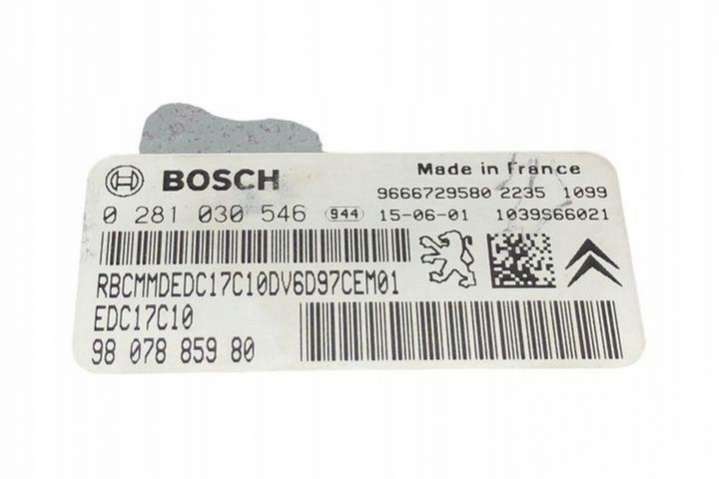 BOSCH Made in France
9666729580 2235 1099
0 281 030 546 944 15-06-01 1039S66021
RBCMMDEDC17C10DV6D97CEM01
EDC17C10
98 078 859 80